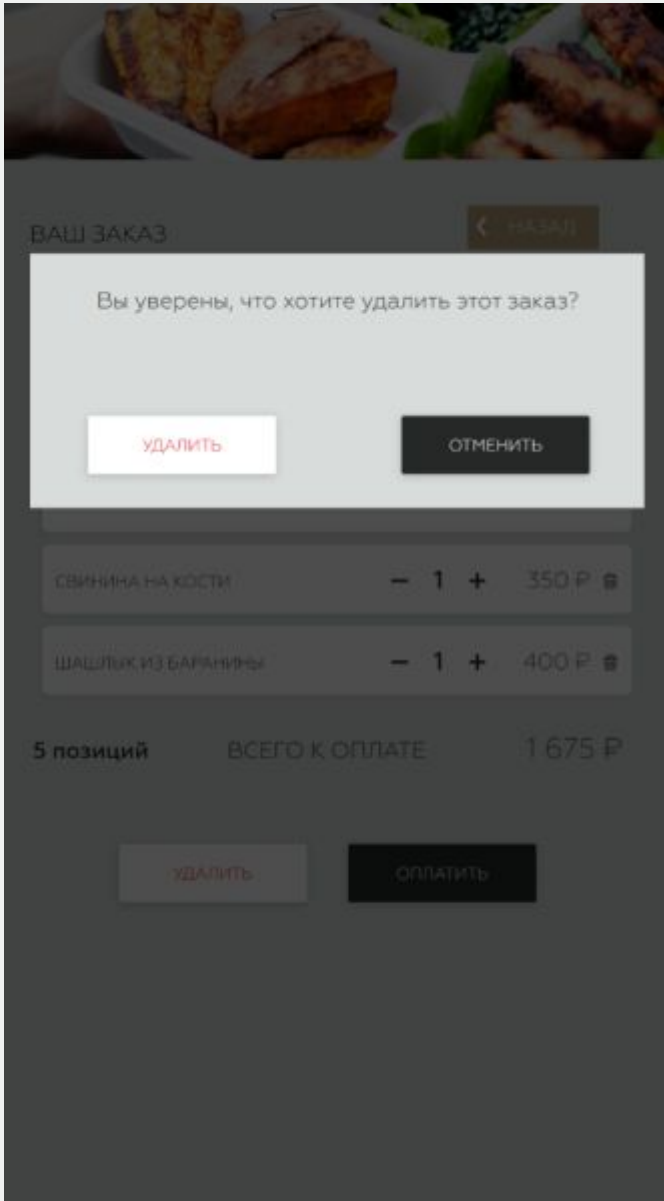 ВАШ ЗАКАЗ
НАЗАД
Вы уверены, что хотите удалить этот заказ?
УДАЛИТЬ ОТМЕНИТЬ
СВИНИНА НА КОСТИ – 1 + 350 ₽
ШАШЛЫК ИЗ БАРАНИНЫ – 1 + 400 ₽
5 позиций ВСЕГО К ОПЛАТЕ 1 675 ₽
УДАЛИТЬ ОПЛАТИТЬ